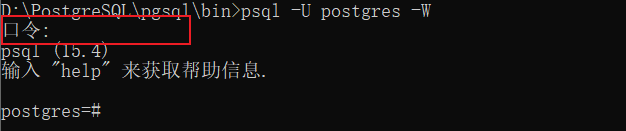 D:\PostgreSQL\pgsql\bin>psql -U postgres -W
口令:
psql (15.4)
输入 "help" 来获取帮助信息.
postgres=#